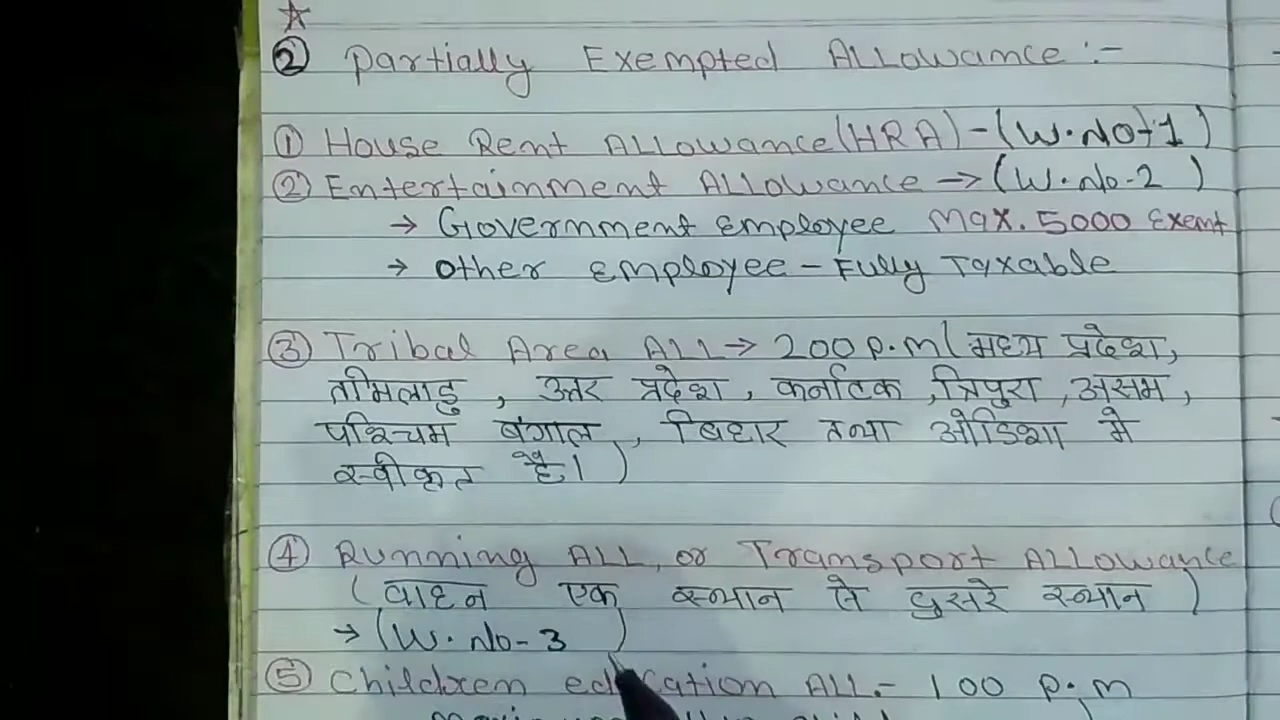 ② Partially Exempted Allowance :-
① House Rent Allowance (HRA) - (W.No-1)
② Entertainment Allowance → (W.No-2)
→ Government Employee Max. 5000 Exemt
→ Other Employee - Fully Taxable
③ Tribal Area All → 200 p.m (मध्य प्रदेश,
तमिलाडु, उत्तर प्रदेश, कर्नाटक, त्रिपुरा, असम,
पश्चिम बंगाल, बिहार तथा ओडिशा मे
स्वीकृत है।)
④ Running All, or Transport Allowance
(वाहन एक स्थान से दुसरे स्थान)
→ (W.No-3)
⑤ Children education All.- 100 p.m